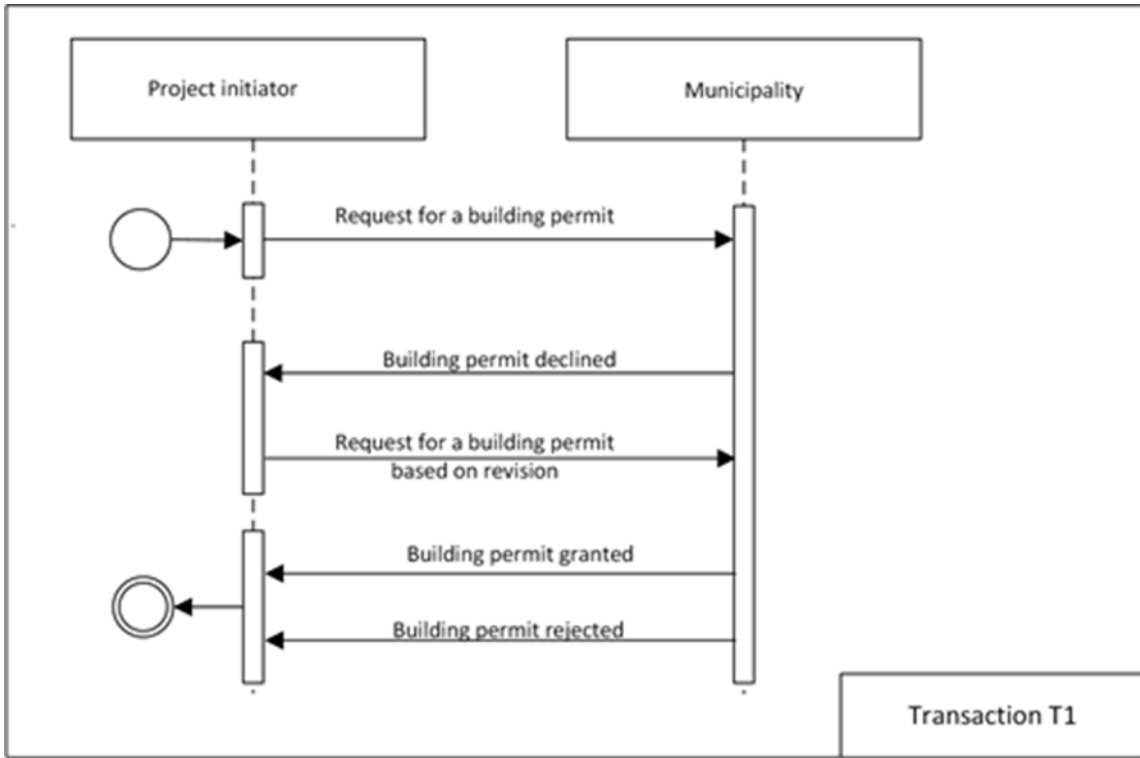 Project initiator
Municipality
Request for a building permit
Building permit declined
Request for a building permit
based on revision
Building permit granted
Building permit rejected
Transaction T1